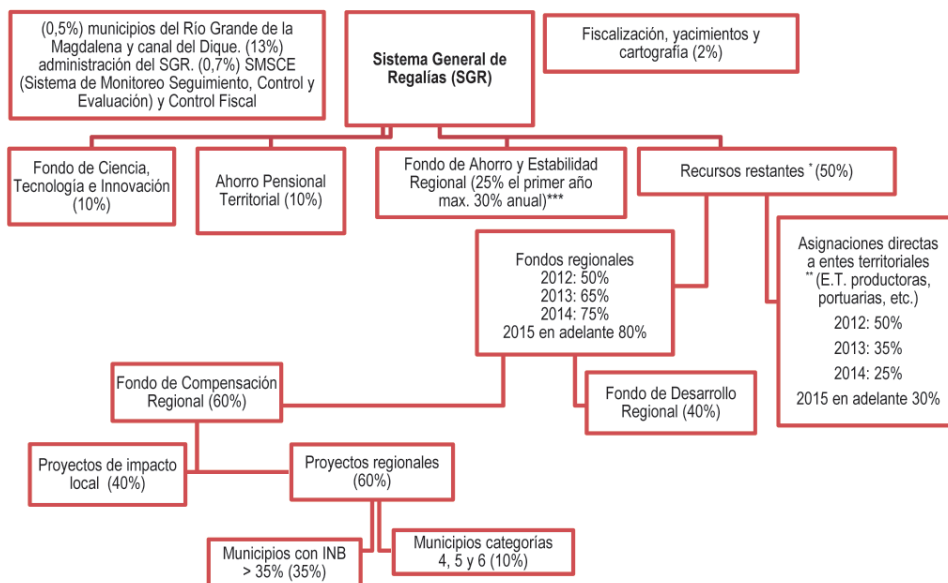 (0,5%) municipios del Río Grande de la
Magdalena y canal del Dique. (13%)
administración del SGR. (0,7%) SMSCE
(Sistema de Monitoreo Seguimiento, Control y
Evaluación) y Control Fiscal
Sistema General de
Regalías (SGR)
Fiscalización, yacimientos y
cartografía (2%)
Fondo de Ciencia,
Tecnología e Innovación
(10%)
Ahorro Pensional
Territorial (10%)
Fondo de Ahorro y Estabilidad
Regional (25% el primer año
max. 30% anual)***
Recursos restantes * (50%)
Fondos regionales
2012: 50%
2013: 65%
2014: 75%
2015 en adelante 80%
Asignaciones directas
a entes territoriales
** (E.T. productoras,
portuarias, etc.)
2012: 50%
2013: 35%
2014: 25%
2015 en adelante 30%
Fondo de Compensación
Regional (60%)
Fondo de Desarrollo
Regional (40%)
Proyectos de impacto
local (40%)
Proyectos regionales
(60%)
Municipios con INB
> 35% (35%)
Municipios categorías
4, 5 y 6 (10%)